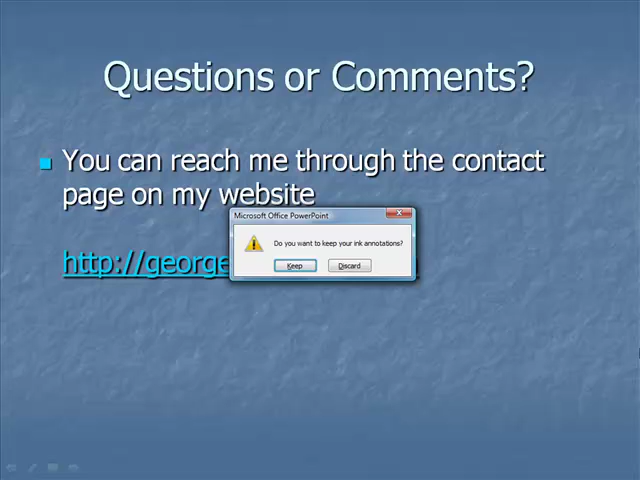 Questions or Comments?
You can reach me through the contact
page on my website
Microsoft Office PowerPoint
Do you want to keep your ink annotations?
http://george
Keep
Discard